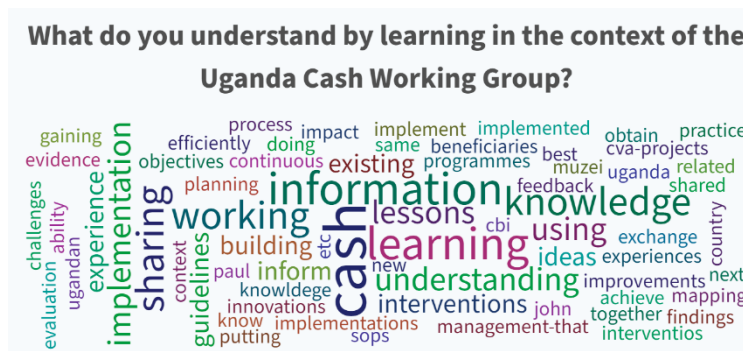 What do you understand by learning in the context of the
Uganda Cash Working Group?
gaining
process
impact
implement
implemented
obtain
practice
efficiently
doing
same
beneficiaries
best
cva-projects
evidence
objectives
continuous
existing
programmes
muzei
uganda
related
planning
information
feedback
shared
challenges
ability
experience
implementation
sharing
working
cash
lessons
knowledge
using
country
cbi
exchange
context
guidelines
building
etc
learning
ideas
experiences
ugandan
paul
inform
new
understanding
improvements
next
knowldege
achieve
mapping
evaluation
innovations
interventions
john
together
findings
know
implementations
management-that
interventios
putting
sops